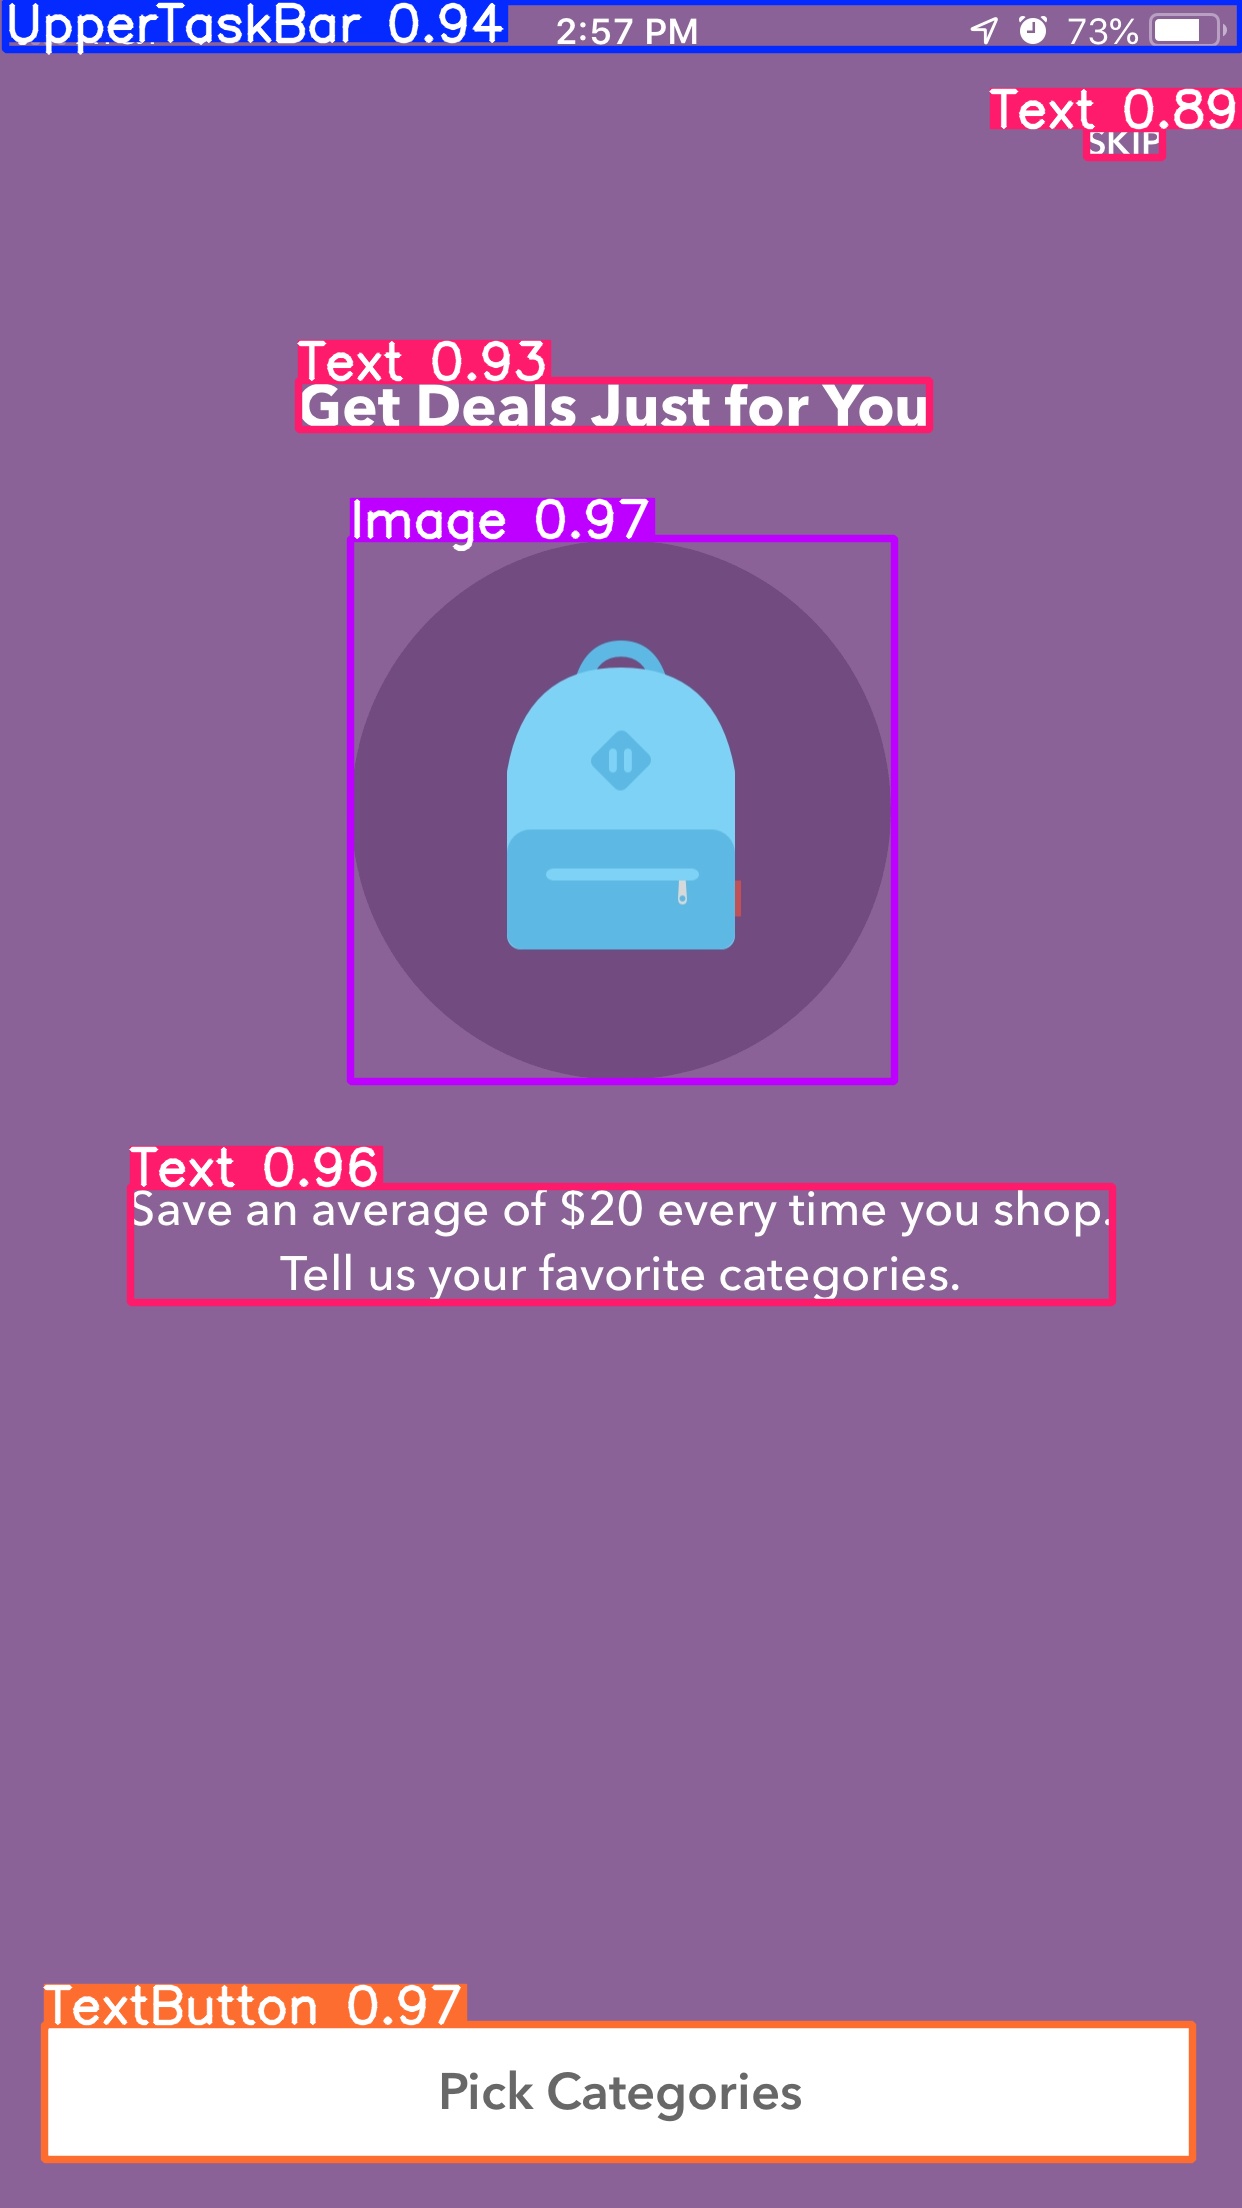 UpperTaskBar 0.94
2:57 PM
73%
Text 0.89
SKIP
Text 0.93
Get Deals Just for You
Image 0.97
Text 0.96
Save an average of $20 every time you shop.
Tell us your favorite categories.
TextButton 0.97
Pick Categories